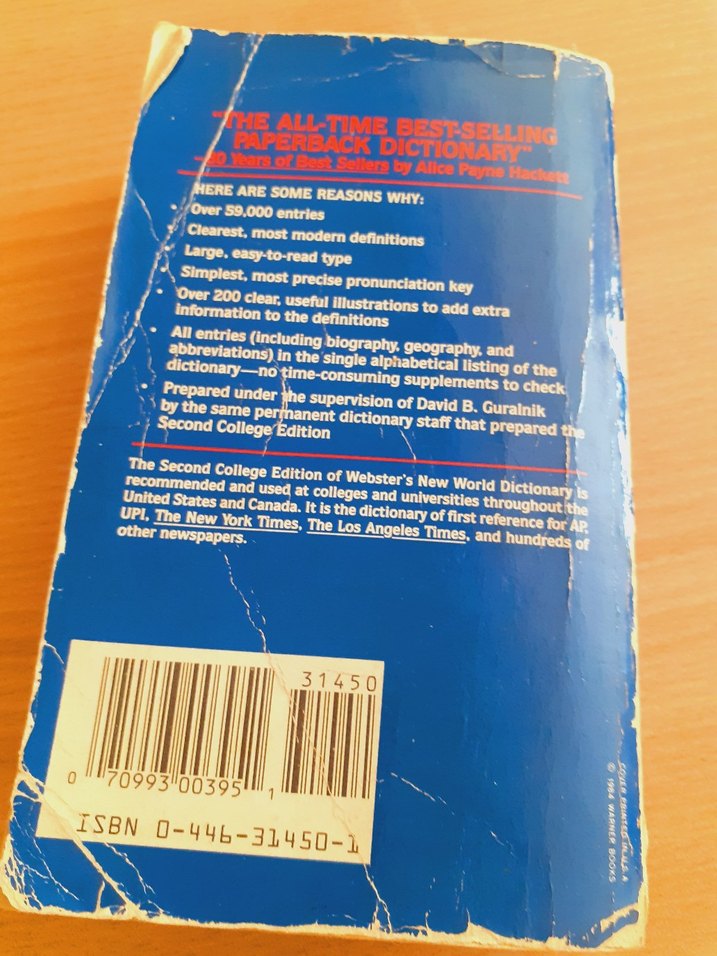 "THE ALL-TIME BEST-SELLING
PAPERBACK DICTIONARY"
—80 Years of Best Sellers by Alice Payne Hackett
HERE ARE SOME REASONS WHY:
• Over 59,000 entries
• Clearest, most modern definitions
• Large, easy-to-read type
• Simplest, most precise pronunciation key
• Over 200 clear, useful illustrations to add extra
information to the definitions
• All entries (including biography, geography, and
abbreviations) in the single alphabetical listing of the
dictionary—no time-consuming supplements to check
• Prepared under the supervision of David B. Guralnik
by the same permanent dictionary staff that prepared the
Second College Edition
The Second College Edition of Webster's New World Dictionary is
recommended and used at colleges and universities throughout the
United States and Canada. It is the dictionary of first reference for AP,
UPI, The New York Times, The Los Angeles Times, and hundreds of
other newspapers.
31450
0 70993 00395 1
ISBN 0-446-31450-1
COVER PRINTED IN U.S.A
© 1984 WARNER BOOKS